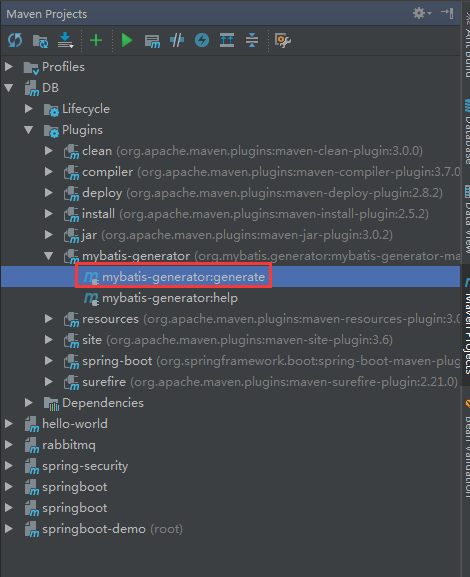 Maven Projects
Profiles
DB
Lifecycle
Plugins
clean (org.apache.maven.plugins:maven-clean-plugin:3.0.0)
compiler (org.apache.maven.plugins:maven-compiler-plugin:3.7.0
deploy (org.apache.maven.plugins:maven-deploy-plugin:2.8.2)
install (org.apache.maven.plugins:maven-install-plugin:2.5.2)
jar (org.apache.maven.plugins:maven-jar-plugin:3.0.2)
mybatis-generator (org.mybatis.generator:mybatis-generator-ma
mybatis-generator:generate
mybatis-generator:help
resources (org.apache.maven.plugins:maven-resources-plugin:3.0
site (org.apache.maven.plugins:maven-site-plugin:3.6)
spring-boot (org.springframework.boot:spring-boot-maven-plug
surefire (org.apache.maven.plugins:maven-surefire-plugin:2.21.0)
Dependencies
hello-world
rabbitmq
spring-security
springboot
springboot
springboot-demo (root)
Ant Build
Database
Data View
Maven Projects
Bean Validation